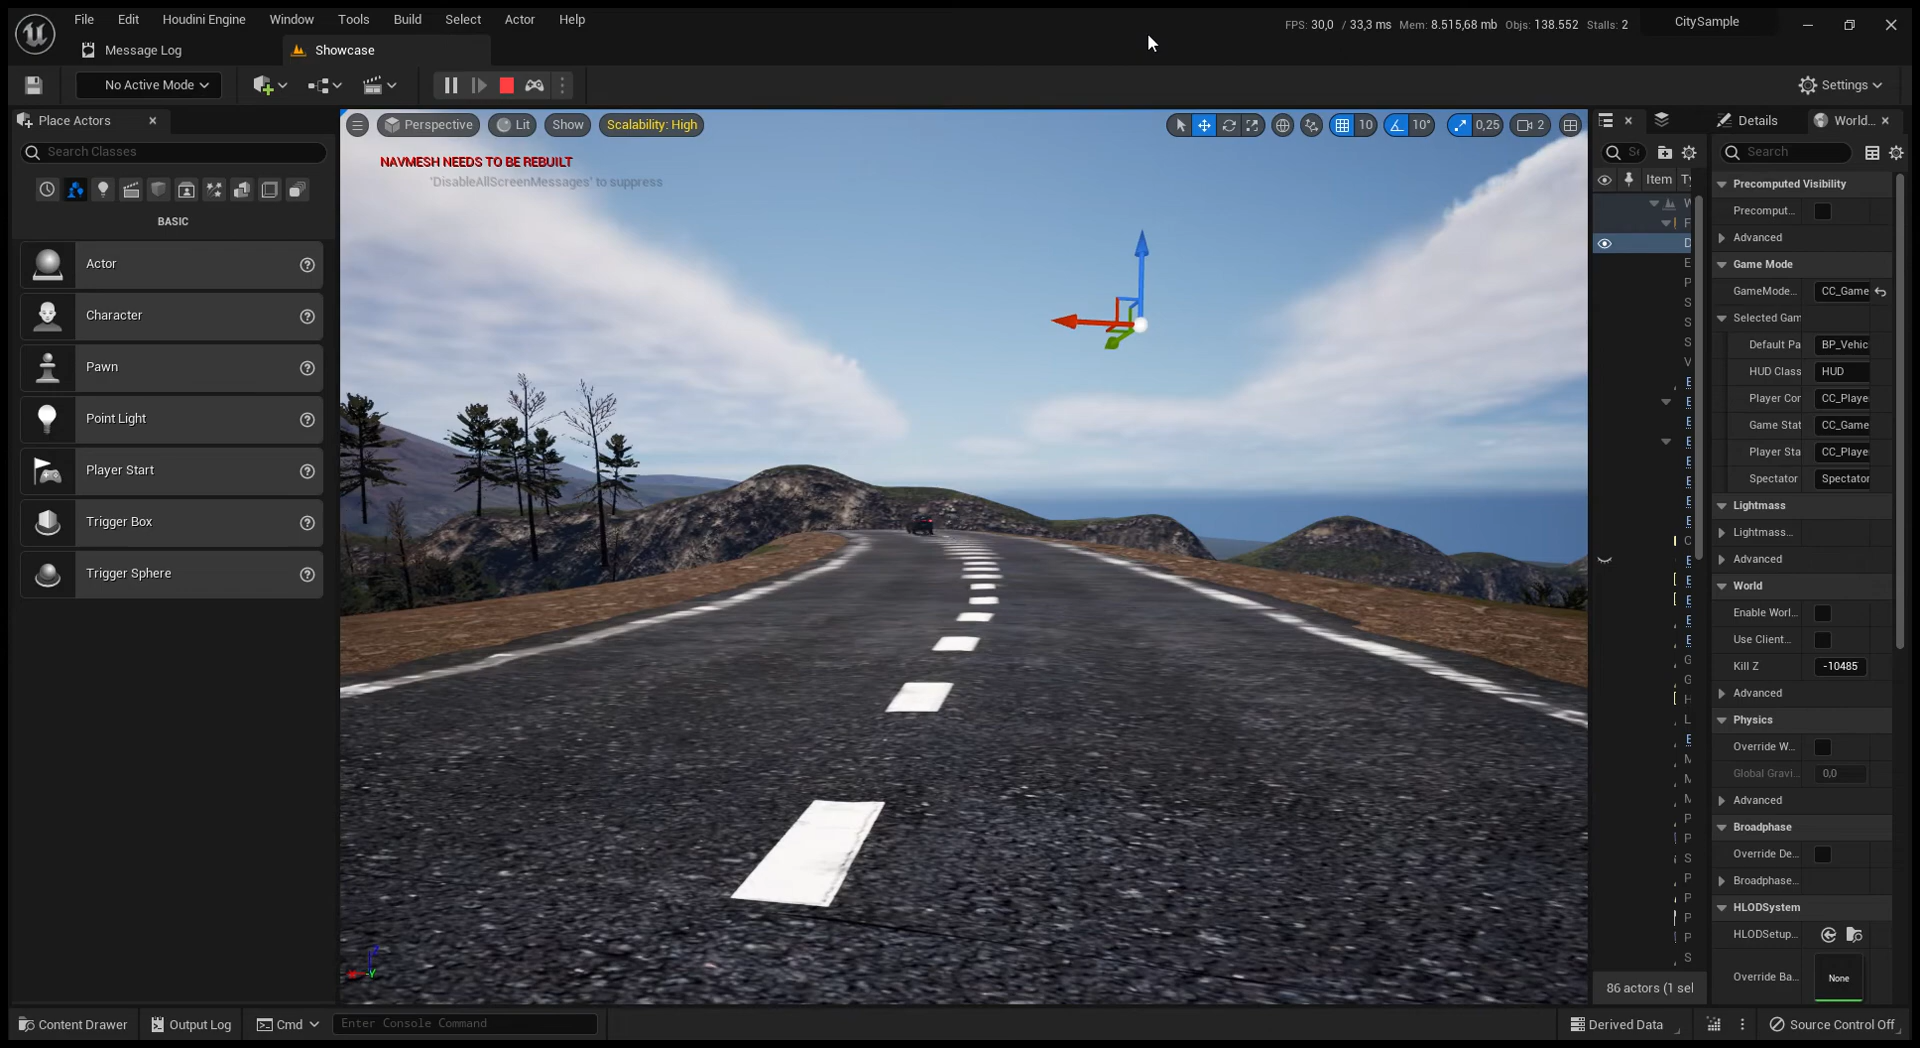 File Edit Houdini Engine Window Tools Build Select Actor Help
FPS: 30,0 / 33,3 ms Mem: 8.515,68 mb Objs: 138.552 Stalls: 2
CitySample
Message Log
Showcase
No Active Mode
Settings
Place Actors
Search Classes
BASIC
Actor
Character
Pawn
Point Light
Player Start
Trigger Box
Trigger Sphere
Perspective Lit Show Scalability: High
10 10° 0,25 2
NAVMESH NEEDS TO BE REBUILT
'DisableAllScreenMessages' to suppress
Item
86 actors (1 sel
Details
World...
Search
Precomputed Visibility
Precomput...
Advanced
Game Mode
GameMode... CC_Game
Selected Gam
Default Pa BP_Vehic
HUD Class HUD
Player Con CC_Playe
Game Stat CC_Game
Player Sta CC_Playe
Spectator Spectator
Lightmass
Lightmass...
Advanced
World
Enable Worl...
Use Client...
Kill Z -10485
Advanced
Physics
Override W...
Global Gravi... 0,0
Advanced
Broadphase
Override De...
Broadphase...
HLODSystem
HLODSetup...
Override Ba... None
Content Drawer Output Log Cmd Enter Console Command
Derived Data Source Control Off